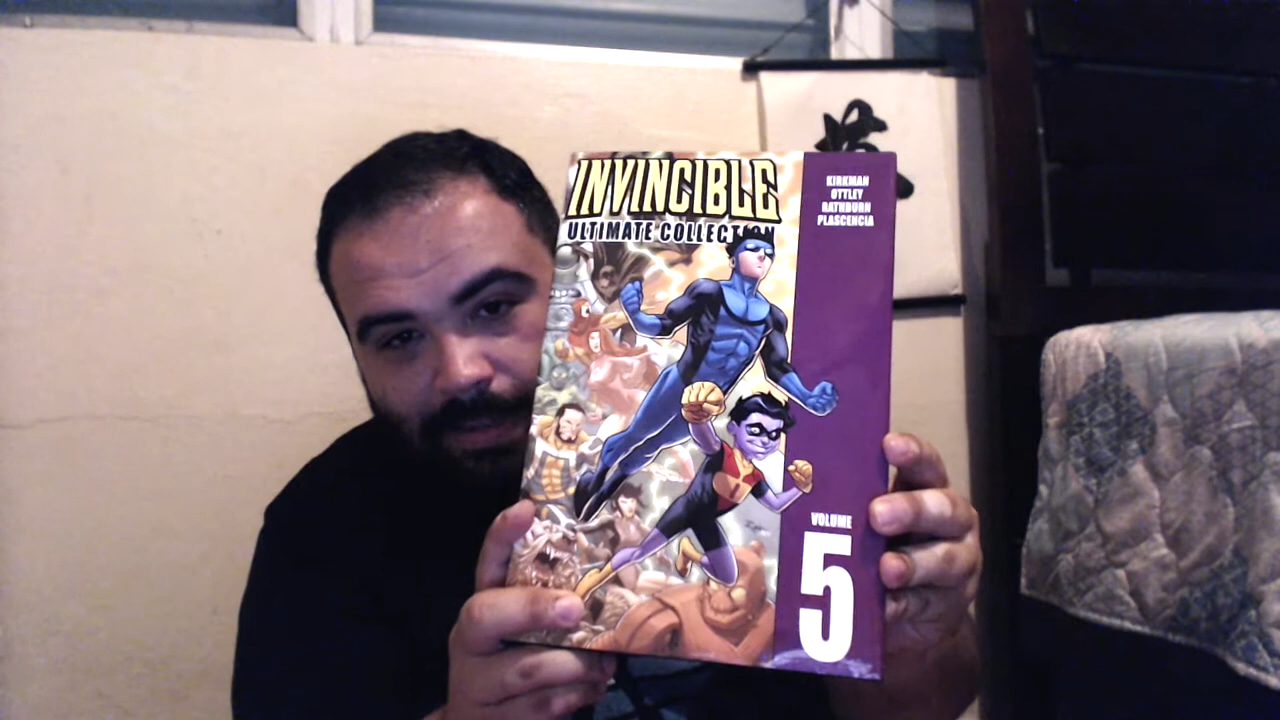 INVINCIBLE
ULTIMATE COLLECTION
KIRKMAN
OTTLEY
RATHBURN
PLASCENCIA
VOLUME
5